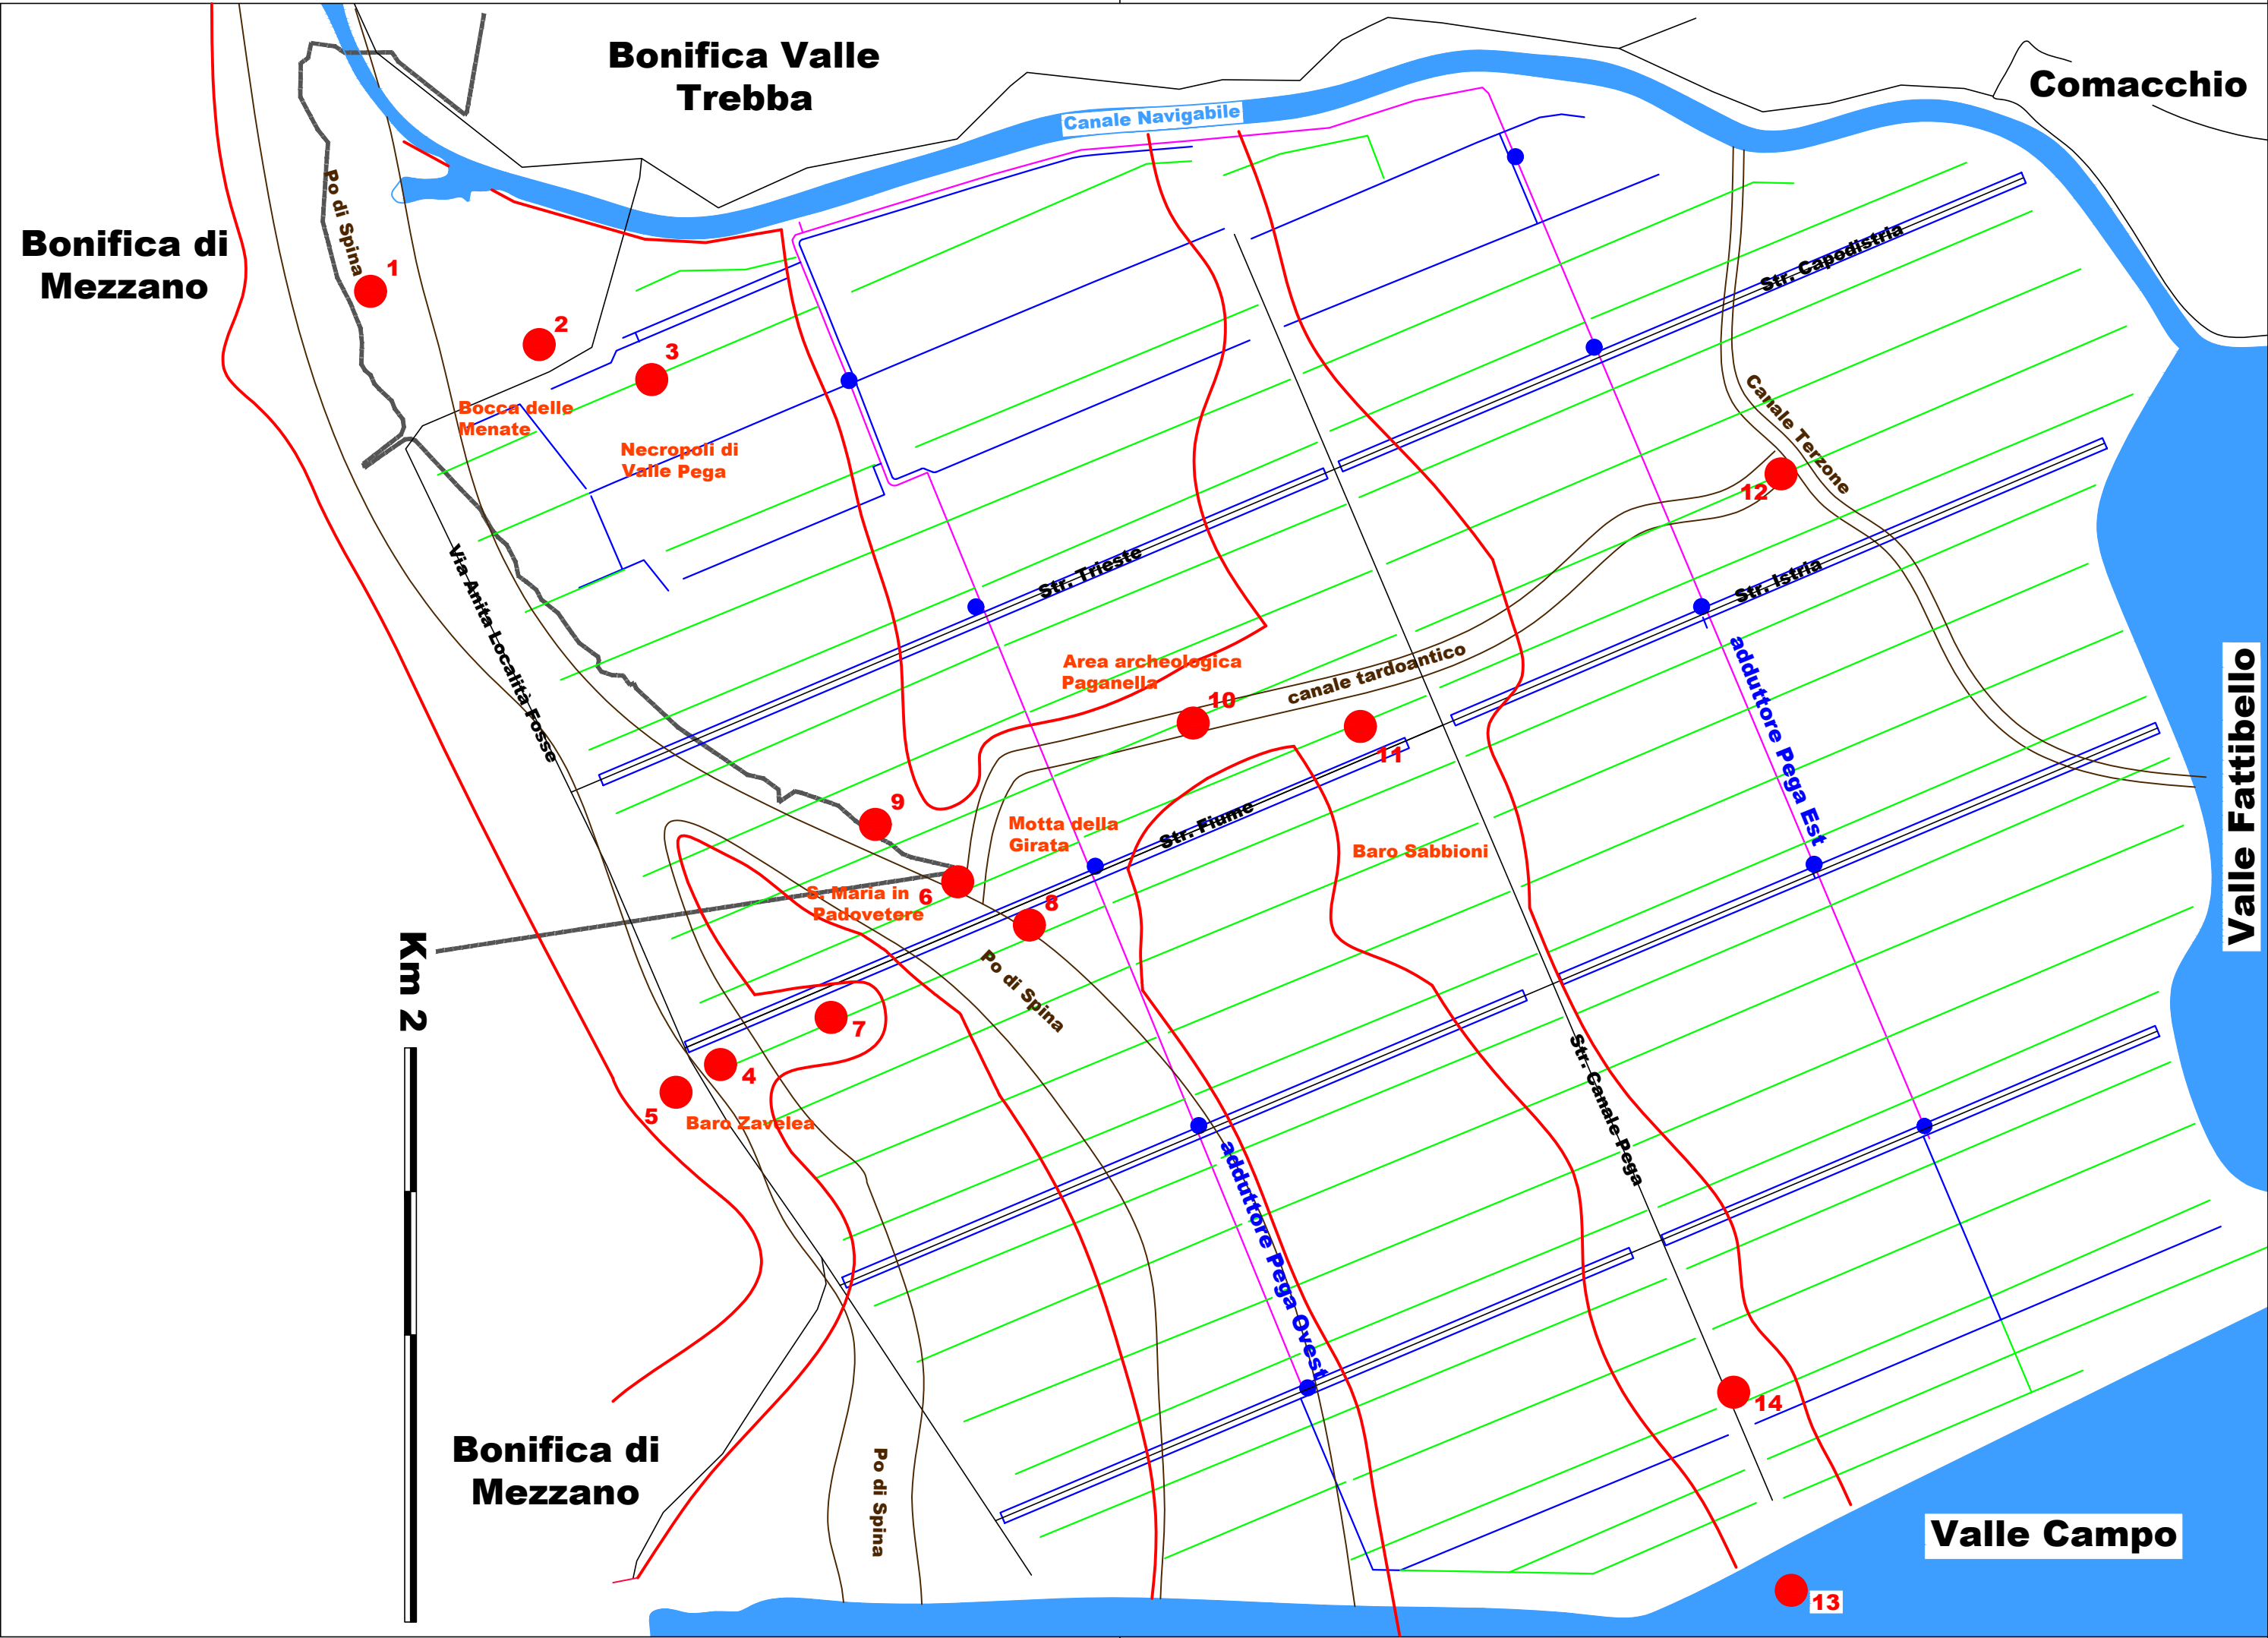 Bonifica Valle
Trebba
Comacchio
Canale Navigabile
Po di Spina
Bonifica di
Mezzano
1
2
3
Str. Capodistria
Bocca delle
Menate
Necropoli di
Valle Pega
Canale Terzone
12
Via Anita Località Fosse
Str. Trieste
Str. Istria
Area archeologica
Paganella
canale tardoantico
10
11
adduttore Pega Est
Valle Fattibello
9
Motta della
Girata
Str. Fiume
Baro Sabbioni
S. Maria in
Padovetere
6
8
Km 2
Po di Spina
7
4
5
Baro Zavelea
Str. Canale Pega
adduttore Pega Ovest
14
Bonifica di
Mezzano
Po di Spina
Valle Campo
13